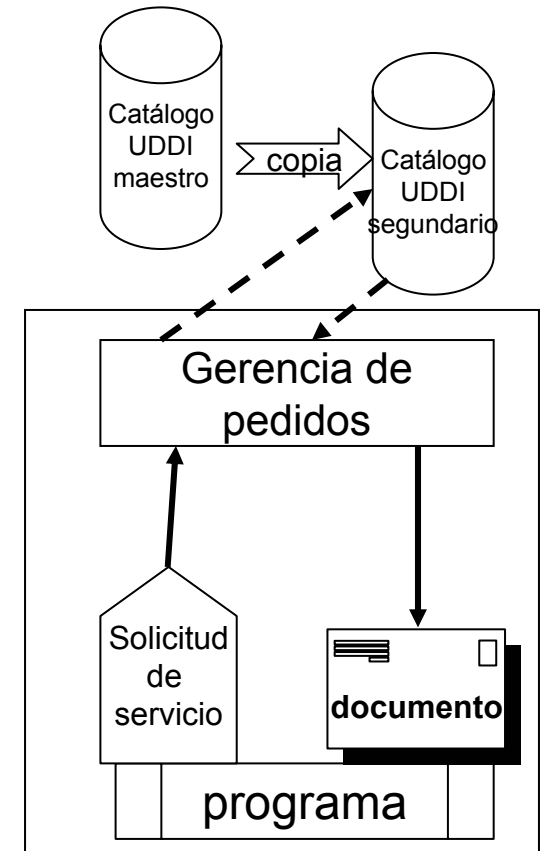 Catálogo
UDDI
maestro
copia
Catálogo
UDDI
segundario
Gerencia de
pedidos
Solicitud
de
servicio
documento
programa